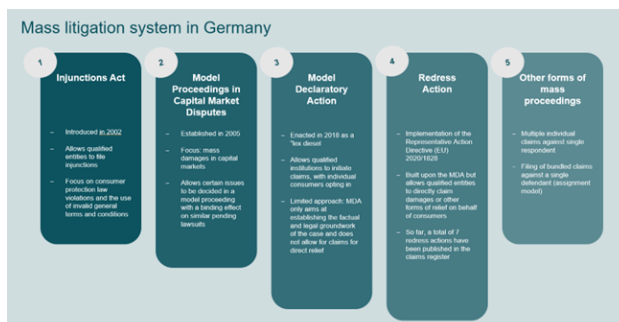 Mass litigation system in Germany
1
Injunctions Act
– Introduced in 2002
– Allows qualified
entities to file
injunctions
– Focus on consumer
protection law
violations and the use
of invalid general
terms and conditions
2
Model
Proceedings in
Capital Market
Disputes
– Established in 2005
– Focus: mass
damages in capital
markets
– Allows certain issues
to be decided in a
model proceeding
with a binding effect
on similar pending
lawsuits
3
Model
Declaratory
Action
– Enacted in 2018 as a
"lex diesel
– Allows qualified
institutions to initiate
claims, with individual
consumers opting in
– Limited approach: MDA
only aims at
establishing the factual
and legal groundwork
of the case and does
not allow for claims for
direct relief
4
Redress
Action
– Implementation of the
Representative Action
Directive (EU)
2020/1828
– Built upon the MDA but
allows qualified entities
to directly claim
damages or other
forms of relief on behalf
of consumers
– So far, a total of 7
redress actions have
been published in the
claims register
5
Other forms of
mass
proceedings
– Multiple individual
claims against single
respondent
– Filing of bundled claims
against a single
defendant (assignment
model)